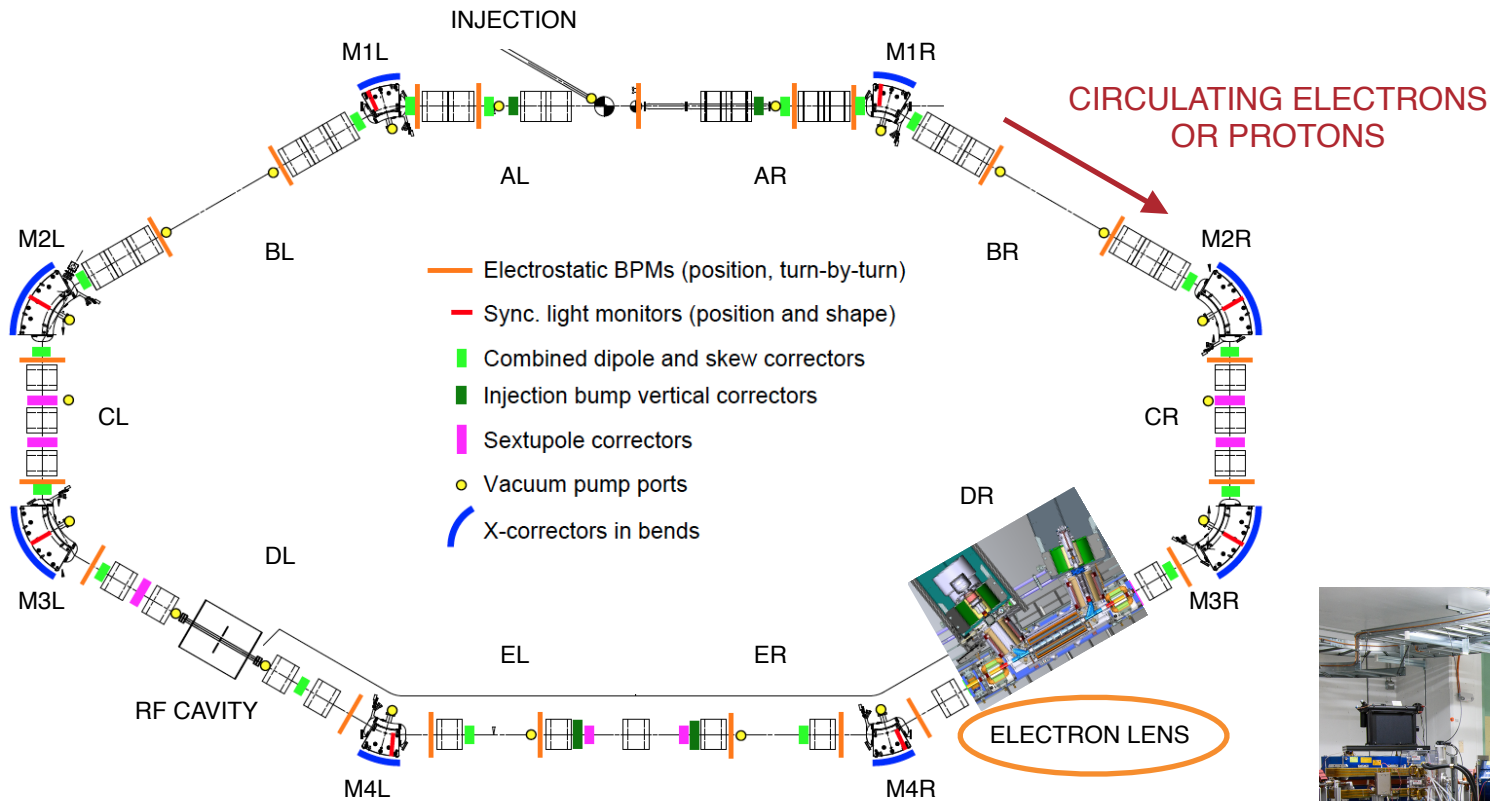 INJECTION
M1L
M1R
CIRCULATING ELECTRONS
OR PROTONS
AL
AR
M2L
BL
BR
M2R
Electrostatic BPMs (position, turn-by-turn)
Sync. light monitors (position and shape)
Combined dipole and skew correctors
Injection bump vertical correctors
CL
CR
Sextupole correctors
Vacuum pump ports
DR
X-correctors in bends
DL
M3L
M3R
EL
ER
RF CAVITY
ELECTRON LENS
M4L
M4R